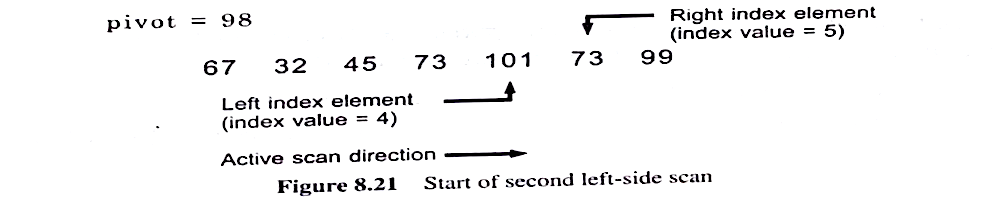 pivot = 98
Right index element
(index value = 5)
67 32 45 73 101 73 99
Left index element
(index value = 4)
Active scan direction
Figure 8.21 Start of second left-side scan